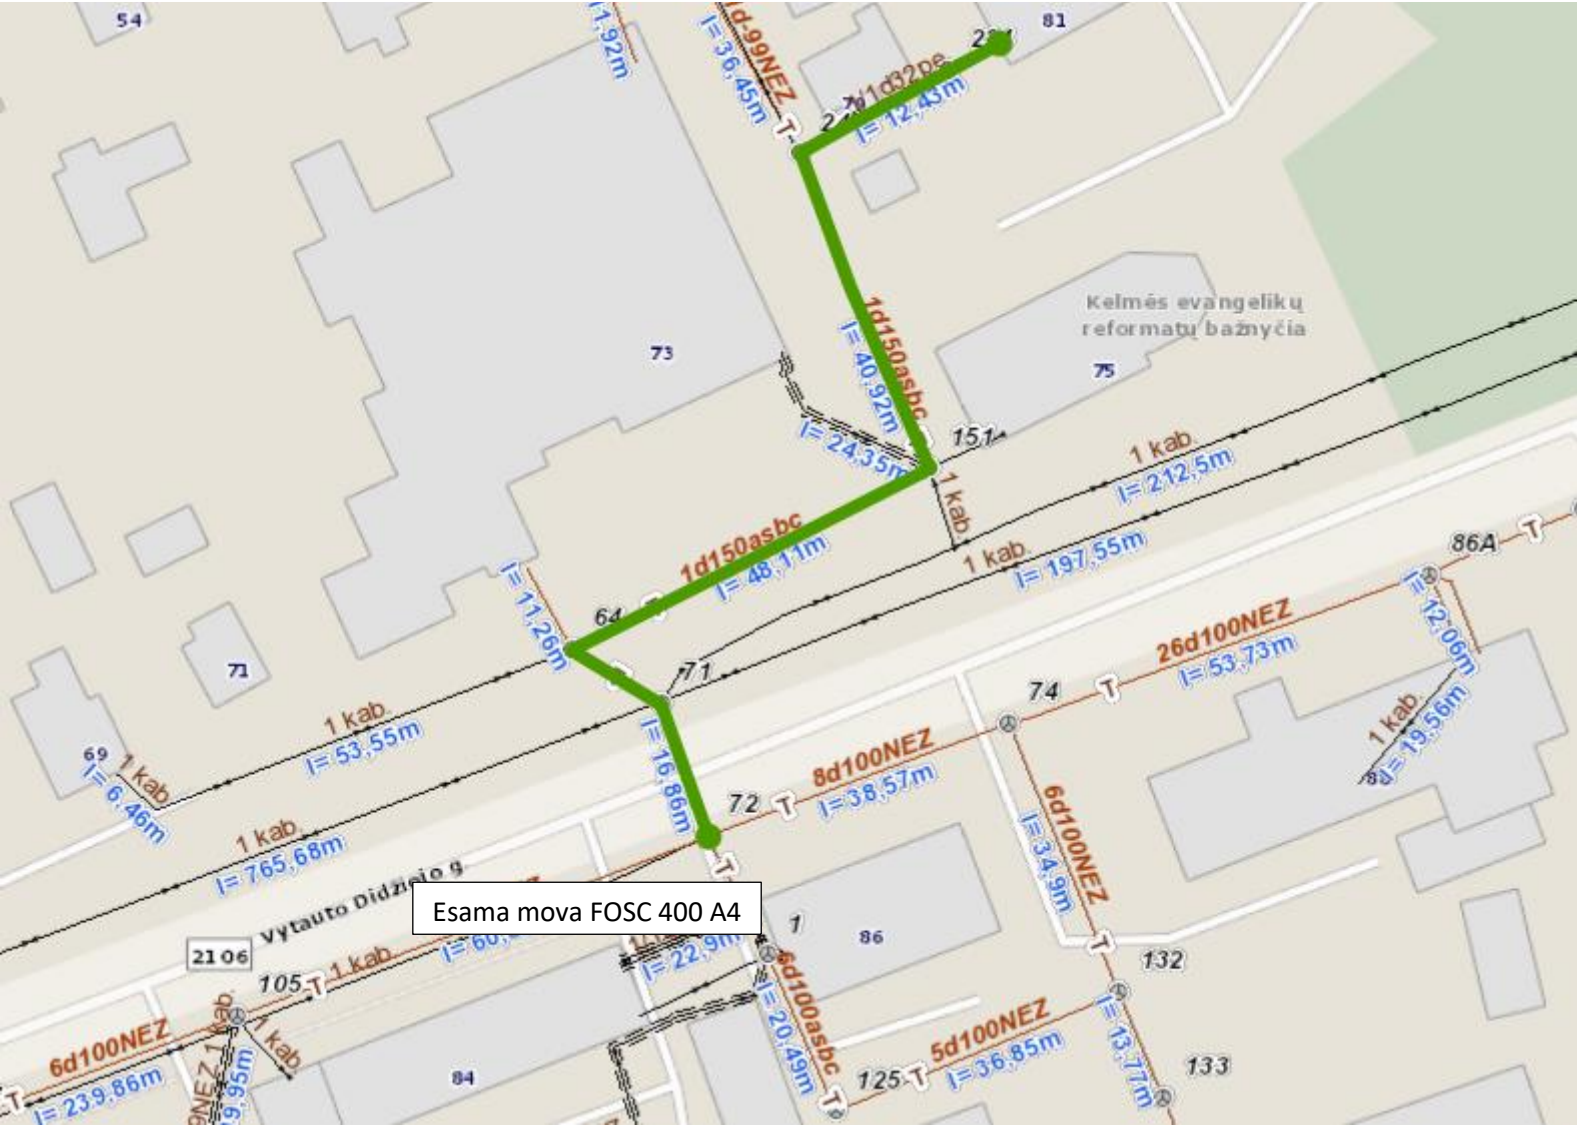 54
l=11,92m
1d-99NEZ
l= 36,45m
81
T
79
1d32pe
l= 12,43m
Kelmės evangelikų
reformatų bažnyčia
75
73
1d150asbc
l= 40,92m
l= 24,35m
151
1 kab.
1 kab.
l= 212,5m
1 kab.
l= 197,55m
86A
T
1d150asbc
l= 48,11m
l= 11,26m
64
71
71
26d100NEZ
l= 53,73m
l= 12,06m
74
T
1 kab.
l= 19,56m
1 kab.
l= 53,55m
69
1 kab.
l= 6,46m
l= 16,86m
72
T
8d100NEZ
l= 38,57m
6d100NEZ
l= 34,9m
1 kab.
l= 765,68m
Vytauto Didžiojo g.
T
Esama mova FOSC 400 A4
2106
1 kab.
l= 22,9m
1
86
105
T
6d100asbc
l= 20,49m
T
132
6d100NEZ
l= 239,86m
T
1 kab.
1 kab.
84
125
T
5d100NEZ
l= 36,85m
l= 13,77m
133
T